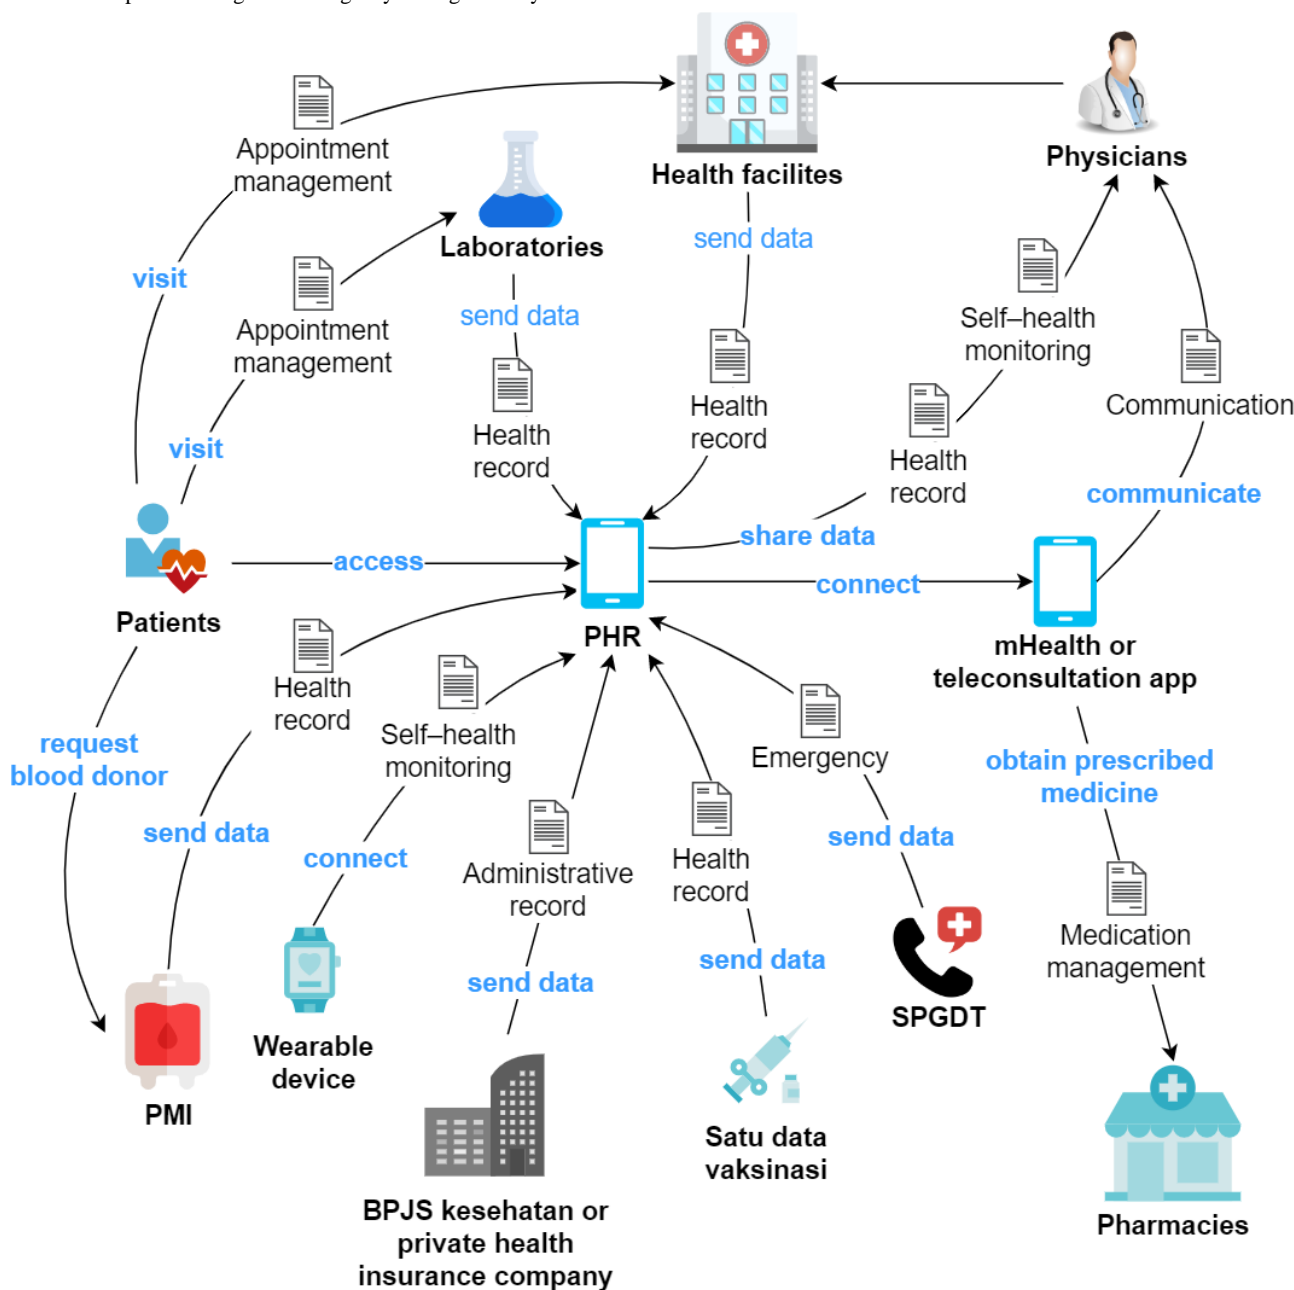 Appointment
management
Health facilites
Physicians
send data
Laboratories
visit
Appointment
management
send data
Self–health
monitoring
Health
record
Communication
Health
record
visit
Health
record
communicate
share data
access
connect
Patients
PHR
mHealth or
teleconsultation app
Health
record
Self–health
monitoring
request
blood donor
Emergency
obtain prescribed
medicine
send data
connect
Administrative
record
Health
record
send data
Medication
management
send data
send data
SPGDT
Wearable
device
PMI
Satu data
vaksinasi
BPJS kesehatan or
private health
insurance company
Pharmacies